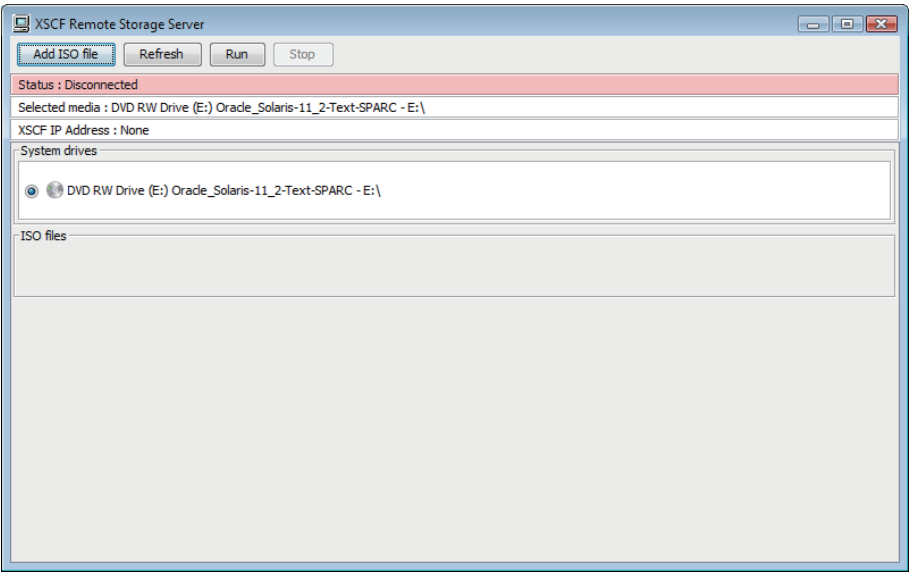 XSCF Remote Storage Server
Add ISO file Refresh Run Stop
Status : Disconnected
Selected media : DVD RW Drive (E:) Oracle_Solaris-11_2-Text-SPARC - E:\
XSCF IP Address : None
System drives
DVD RW Drive (E:) Oracle_Solaris-11_2-Text-SPARC - E:\
ISO files